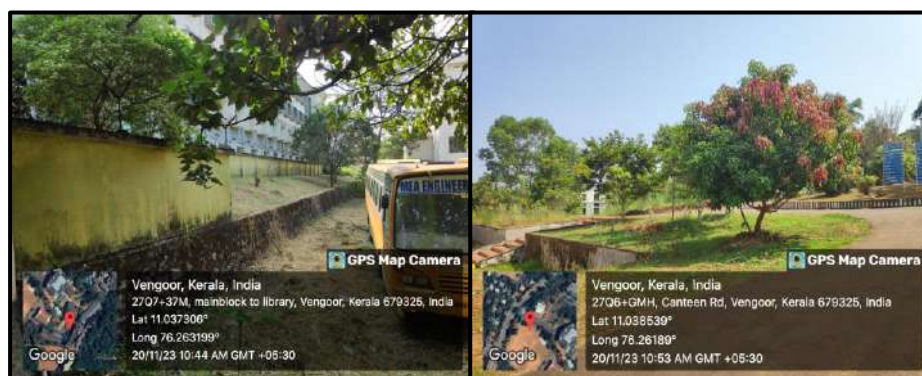 MEA ENGINEER
GPS Map Camera
Vengoor, Kerala, India
27Q7+37M, mainblock to library, Vengoor, Kerala 679325, India
Lat 11.037306°
Long 76.263199°
20/11/23 10:44 AM GMT +05:30
Google
GPS Map Camera
Vengoor, Kerala, India
27Q6+GMH, Canteen Rd, Vengoor, Kerala 679325, India
Lat 11.038539°
Long 76.26189°
20/11/23 10:53 AM GMT +05:30
Google